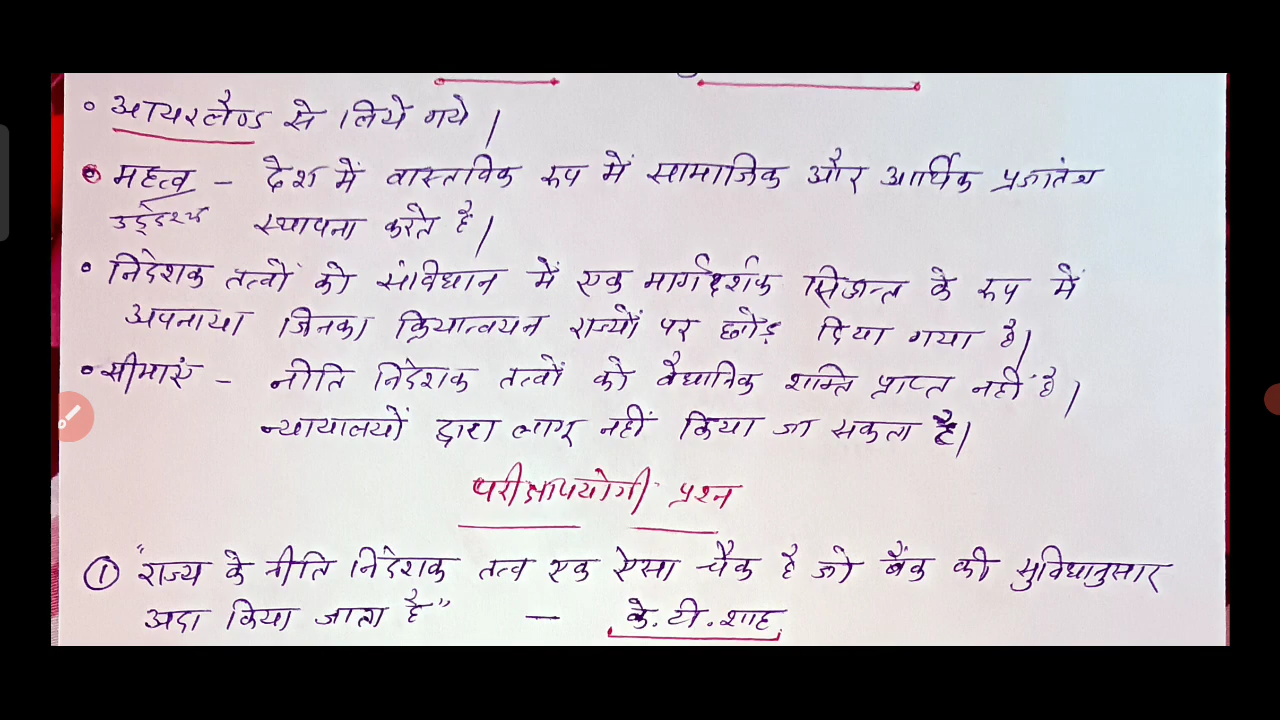 • आयरलैण्ड से लिये गये।
• महत्व - देश में वास्तविक रूप में सामाजिक और आर्थिक प्रजातंत्र
उद्देश्य स्थापना करते है।
• निदेशक तत्वों को संविधान में एक मार्गदर्शक सिद्धान्त के रूप में
अपनाया जिनका क्रियान्वयन राज्यों पर छोड़ दिया गया है।
• सीमाएं - नीति निदेशक तत्वों को वैधानिक शक्ति प्राप्त नहीं है।
न्यायालयों द्वारा लागू नहीं किया जा सकता है।
परीक्षापयोगी प्रश्न
① "राज्य के नीति निदेशक तत्व एक ऐसा चैक है जो बैंक की सुविधानुसार
अदा किया जाता है" - के. टी. शाह